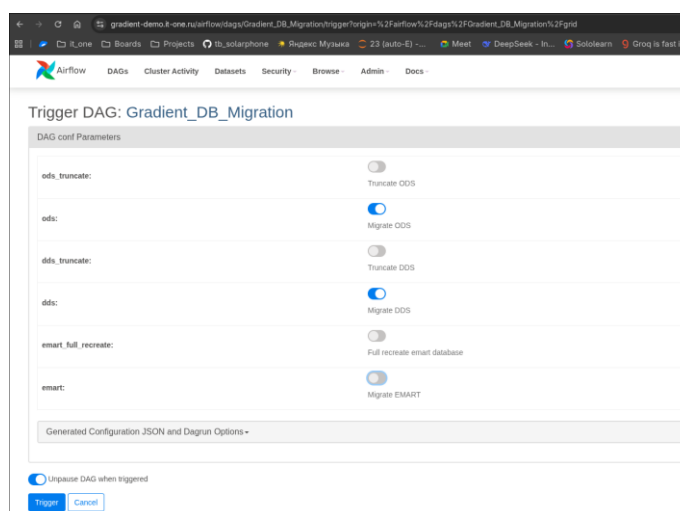 gradient-demo.it-one.ru/airflow/dags/Gradient_DB_Migration/trigger?origin=%2Fairflow%2Fdags%2FGradient_DB_Migration%2Fgrid
it_one Boards Projects tb_solarphone Яндекс Музыка 23 (auto-E) -... Meet DeepSeek - In... Sololearn Groq is fast i
Airflow DAGs Cluster Activity Datasets Security Browse Admin Docs
Trigger DAG: Gradient_DB_Migration
DAG conf Parameters
ods_truncate:
Truncate ODS
ods:
Migrate ODS
dds_truncate:
Truncate DDS
dds:
Migrate DDS
emart_full_recreate:
Full recreate emart database
emart:
Migrate EMART
Generated Configuration JSON and Dagrun Options
Unpause DAG when triggered
Trigger Cancel